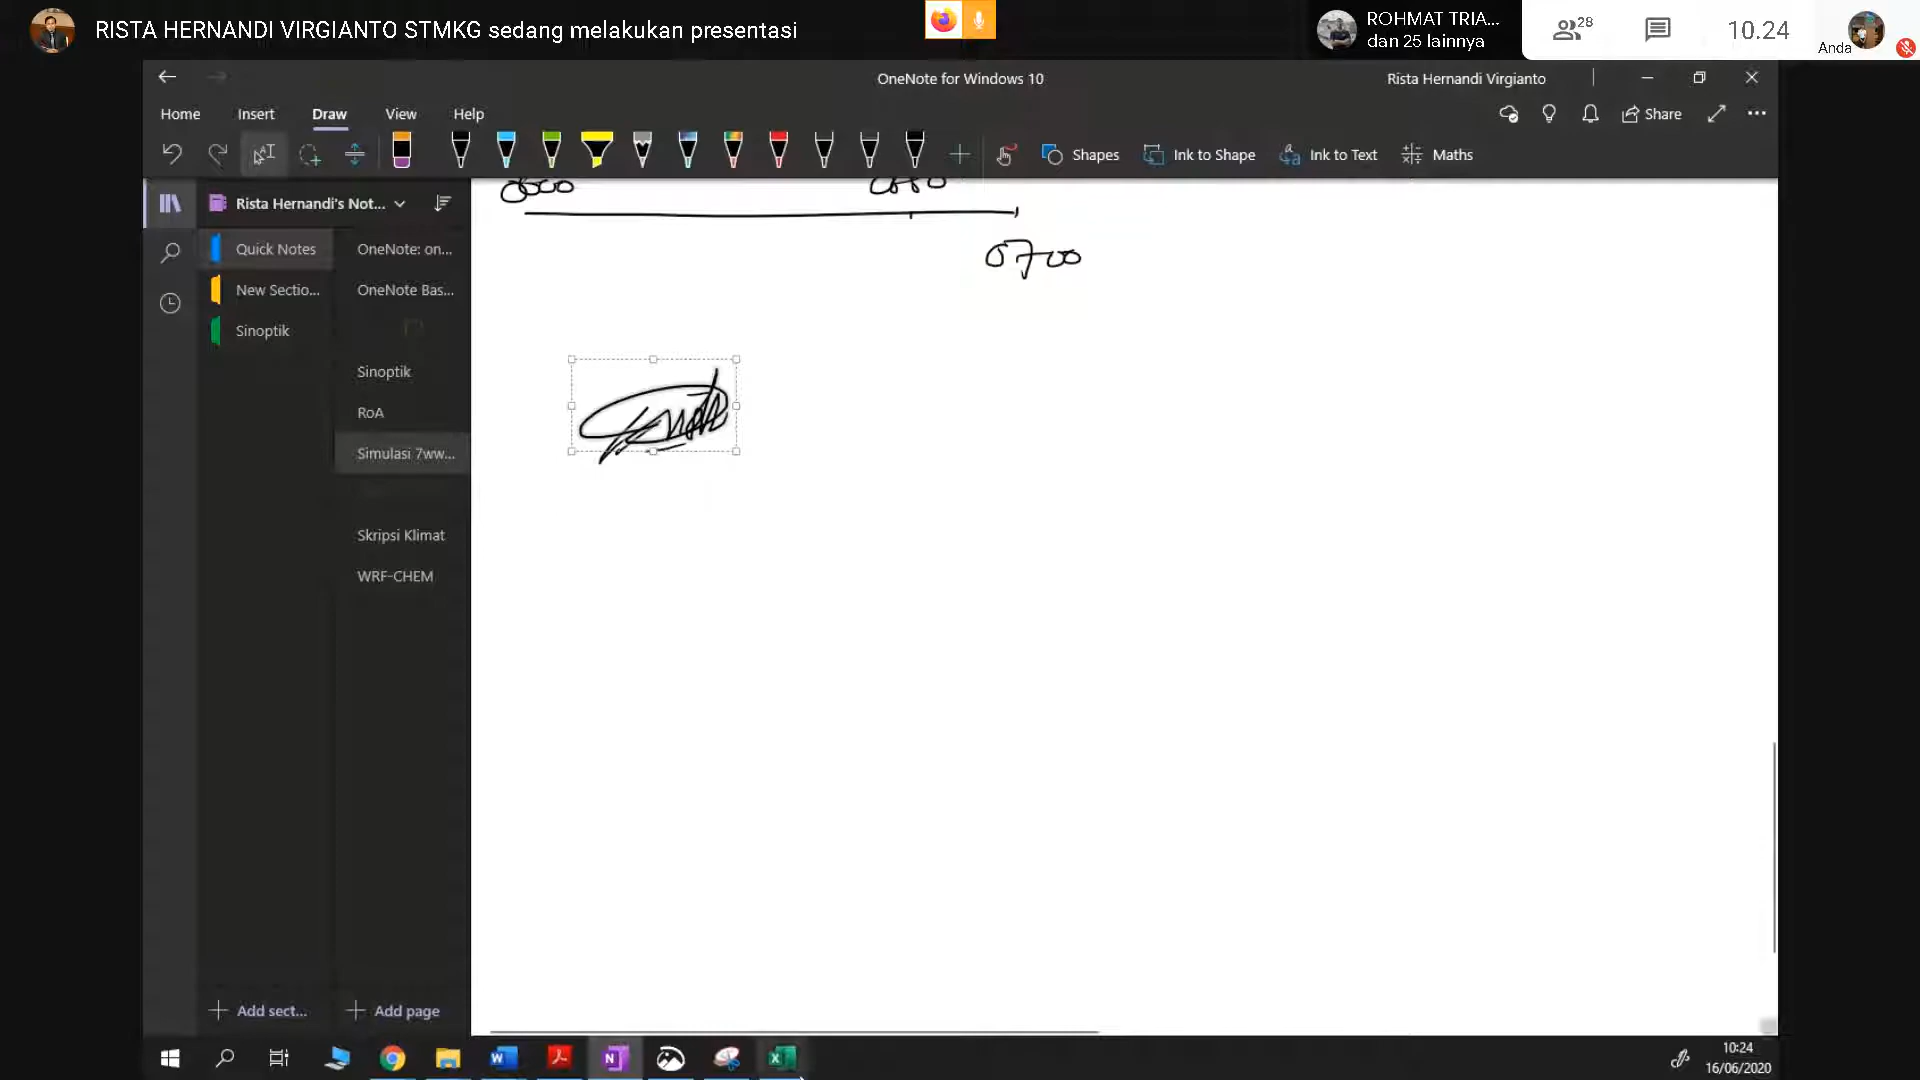 RISTA HERNANDI VIRGIANTO STMKG sedang melakukan presentasi
ROHMAT TRIA...
dan 25 lainnya
28
10.24
Anda
OneNote for Windows 10
Rista Hernandi Virgianto
Home Insert Draw View Help
Share
Shapes Ink to Shape Ink to Text Maths
Rista Hernandi's Not...
Quick Notes
New Sectio...
Sinoptik
OneNote: on...
OneNote Bas...
Sinoptik
RoA
Simulasi 7ww...
Skripsi Klimat
WRF-CHEM
0700
Add sect...
Add page
10:24
16/06/2020